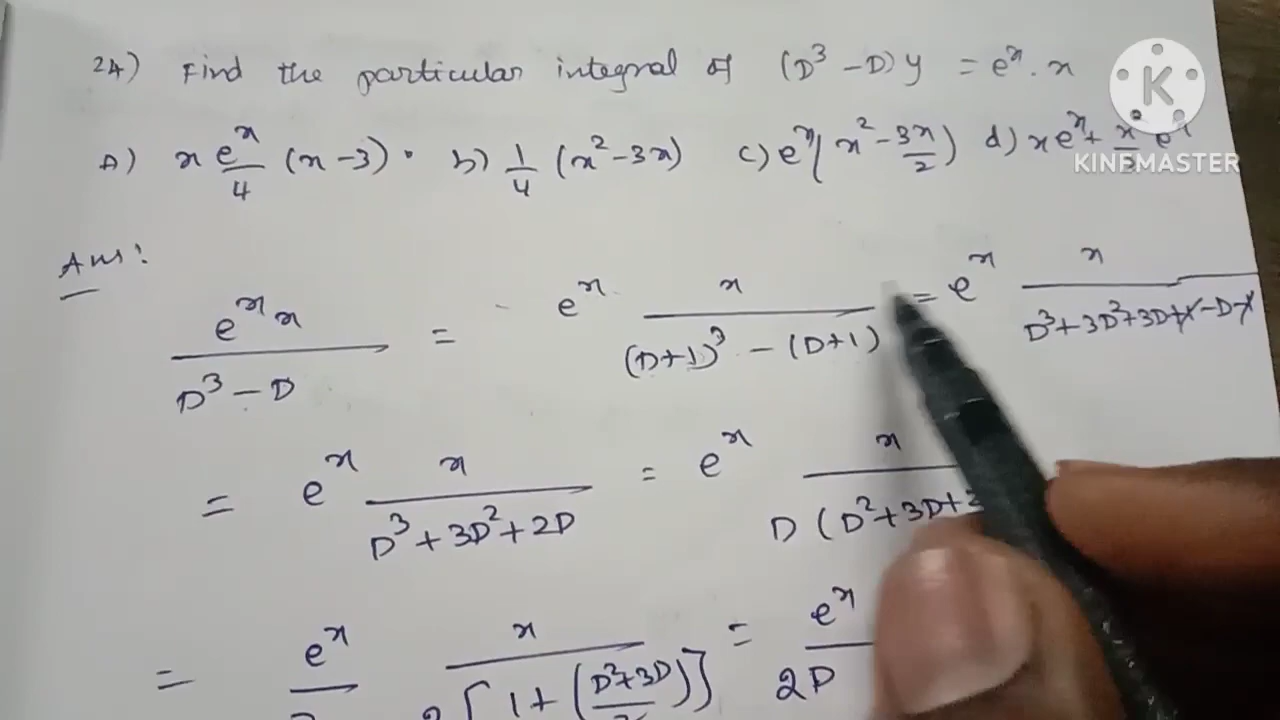 24) Find the particular integral of (D³ - D) y = eˣ. x
A) x eˣ/4 (x - 3) . b) 1/4 (x² - 3x) c) eˣ( x² - 3x/2 ) d) x eˣ + x²/ eˣ
K
KINEMASTER
Ans:
eˣ x / D³ - D = eˣ x / (D+1)³ - (D+1) = eˣ x / D³ + 3D² + 3D + 1 - D - 1
= eˣ x / D³ + 3D² + 2D = eˣ x / D (D² + 3D +
= eˣ x / 2 [ 1 + ( D² + 3D / ) ] = eˣ / 2D